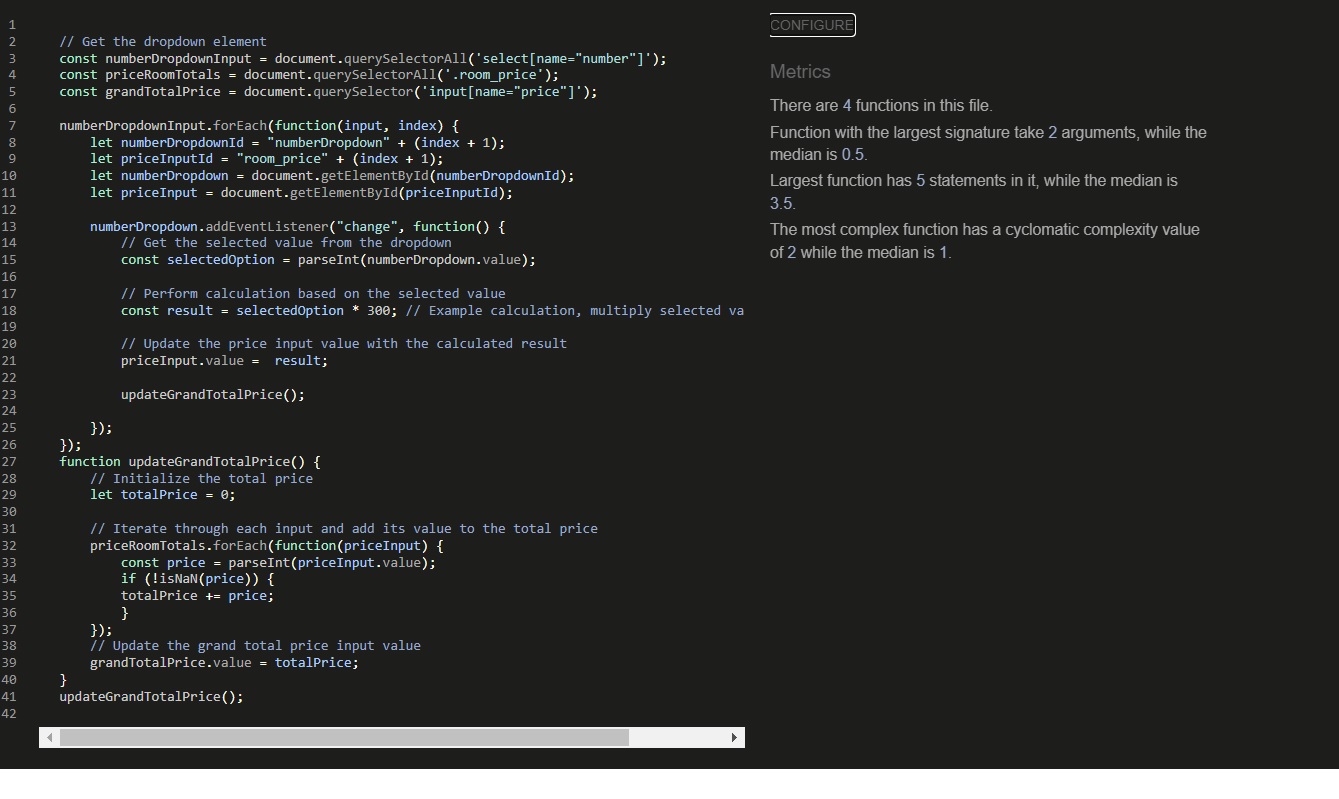 1
2 // Get the dropdown element
3 const numberDropdownInput = document.querySelectorAll('select[name="number"]');
4 const priceRoomTotals = document.querySelectorAll('.room_price');
5 const grandTotalPrice = document.querySelector('input[name="price"]');
6
7 numberDropdownInput.forEach(function(input, index) {
8 let numberDropdownId = "numberDropdown" + (index + 1);
9 let priceInputId = "room_price" + (index + 1);
10 let numberDropdown = document.getElementById(numberDropdownId);
11 let priceInput = document.getElementById(priceInputId);
12
13 numberDropdown.addEventListener("change", function() {
14 // Get the selected value from the dropdown
15 const selectedOption = parseInt(numberDropdown.value);
16
17 // Perform calculation based on the selected value
18 const result = selectedOption * 300; // Example calculation, multiply selected va
19
20 // Update the price input value with the calculated result
21 priceInput.value =  result;
22
23 updateGrandTotalPrice();
24
25 });
26 });
27 function updateGrandTotalPrice() {
28 // Initialize the total price
29 let totalPrice = 0;
30
31 // Iterate through each input and add its value to the total price
32 priceRoomTotals.forEach(function(priceInput) {
33 const price = parseInt(priceInput.value);
34 if (!isNaN(price)) {
35 totalPrice += price;
36 }
37 });
38 // Update the grand total price input value
39 grandTotalPrice.value = totalPrice;
40 }
41 updateGrandTotalPrice();
42
CONFIGURE
Metrics
There are 4 functions in this file.
Function with the largest signature take 2 arguments, while the
median is 0.5.
Largest function has 5 statements in it, while the median is
3.5.
The most complex function has a cyclomatic complexity value
of 2 while the median is 1.